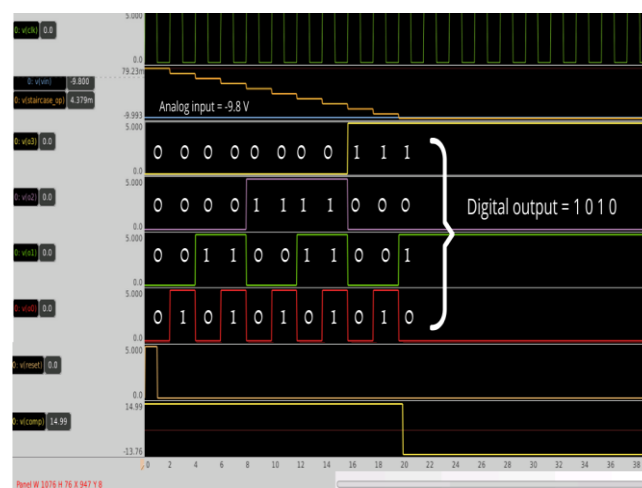 5.000
0: v(clk) 0.0
0.0
79.23m
0: v(vin) -9.800
0: v(staircase_op) 4.379m
Analog input = -9.8 V
-9.993
5.000
0 0 0 0 0 0 0 0 1 1 1
0: v(o3) 0.0
0.0
5.000
0: v(o2) 0.0
0 0 0 0 1 1 1 1 0 0 0
Digital output = 1 0 1 0
0.0
5.000
0: v(o1) 0.0
0 0 1 1 0 0 1 1 0 0 1
0.0
5.000
0: v(o0) 0.0
0 1 0 1 0 1 0 1 0 1 0
0.0
5.000
0: v(reset) 0.0
0.0
14.99
0: v(comp) 14.99
-13.76
0 2 4 6 8 10 12 14 16 18 20 22 24 26 28 30 32 34 36 38
Panel W 1076 H 76 X 947 Y 8